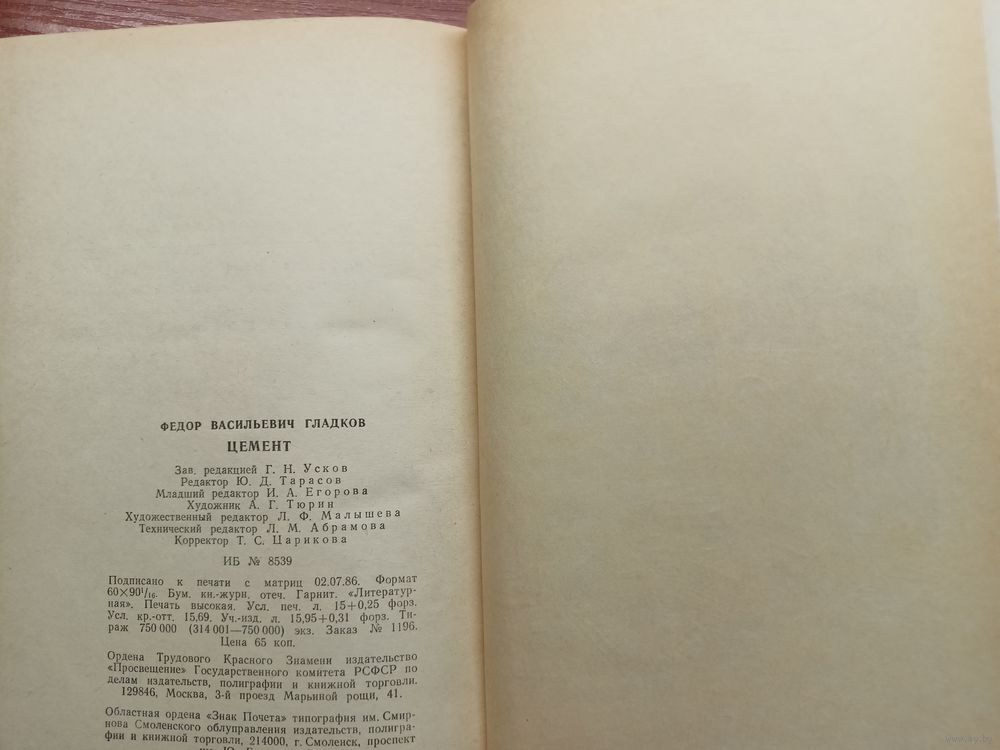 ФЕДОР ВАСИЛЬЕВИЧ ГЛАДКОВ
ЦЕМЕНТ
Зав. редакцией Г. Н. Усков
Редактор Ю. Д. Тарасов
Младший редактор И. А. Егорова
Художник А. Г. Тюрин
Художественный редактор Л. Ф. Малышева
Технический редактор Л. М. Абрамова
Корректор Т. С. Царикова
ИБ № 8539
Подписано к печати с матриц 02.07.86. Формат
60×90¹/₁₆. Бум. кн.-журн. отеч. Гарнит. «Литератур-
ная». Печать высокая. Усл. печ. л. 15+0,25 форз.
Усл. кр.-отт. 15,69. Уч.-изд. л. 15,95+0,31 форз. Ти-
раж 750 000 (314 001—750 000) экз. Заказ № 1196.
Цена 65 коп.
Ордена Трудового Красного Знамени издательство
«Просвещение» Государственного комитета РСФСР по
делам издательств, полиграфии и книжной торговли.
129846, Москва, 3-й проезд Марьиной рощи, 41.
Областная ордена «Знак Почета» типография им. Смир-
нова Смоленского облуправления издательств, полигра-
фии и книжной торговли, 214000, г. Смоленск, проспект